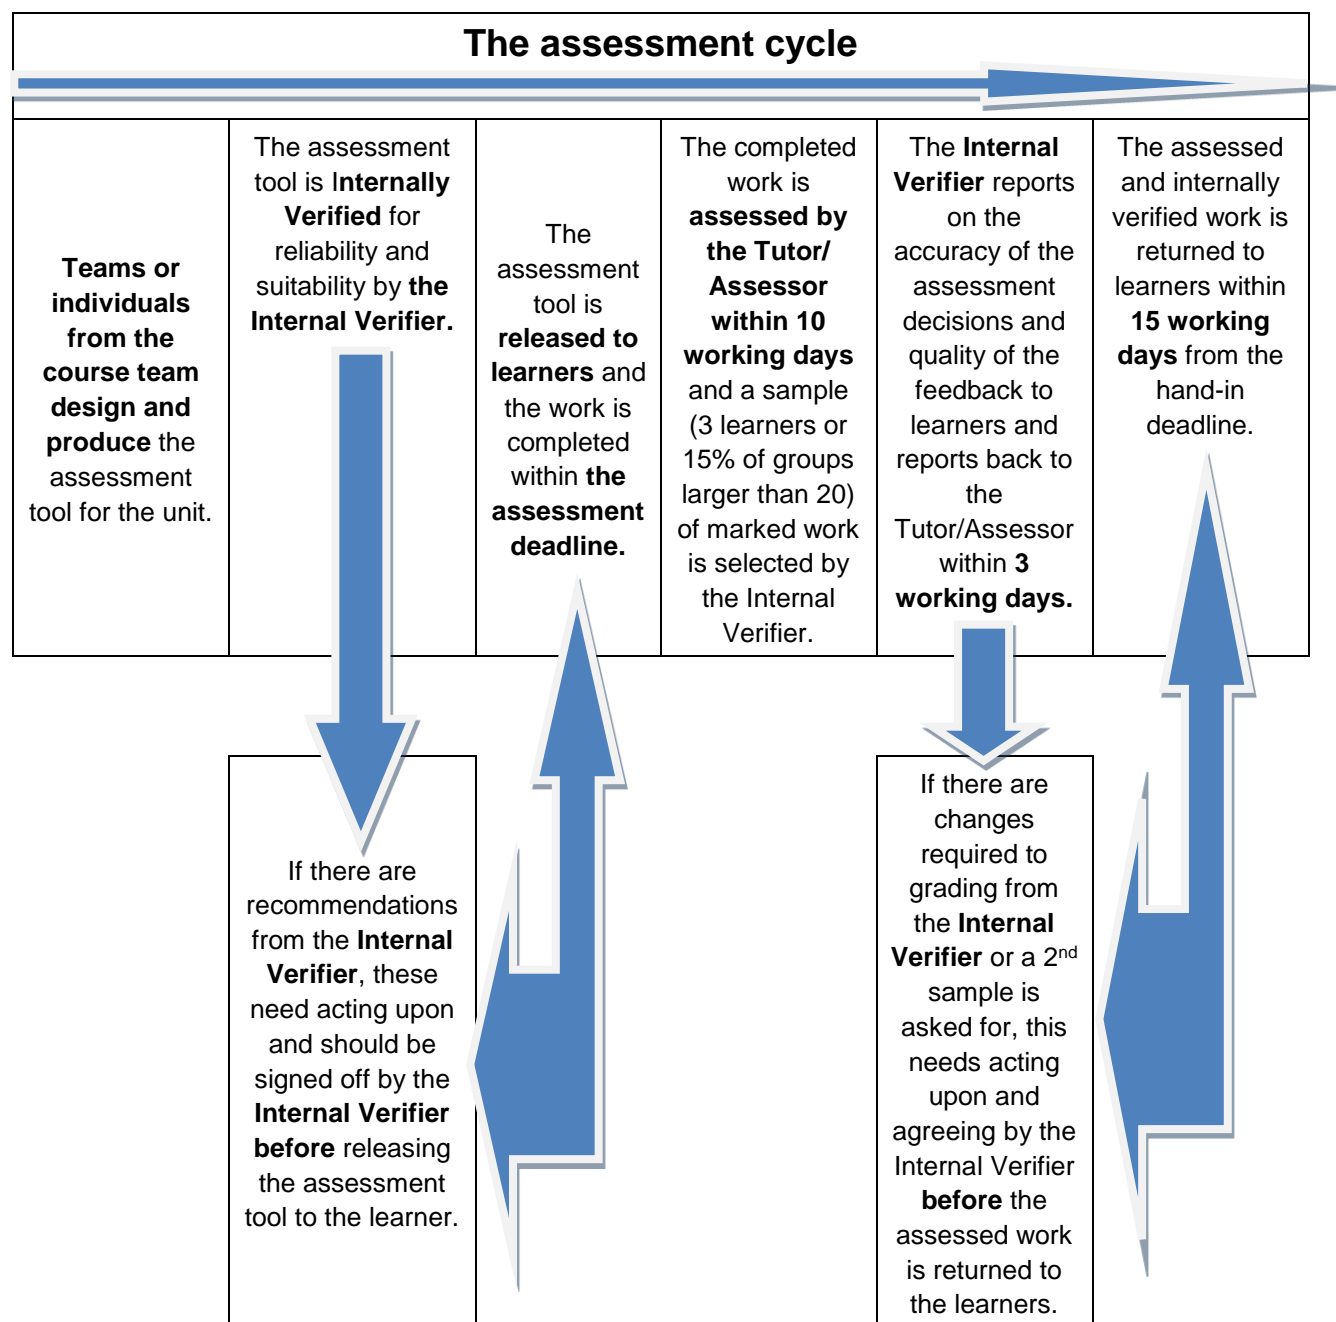 The assessment cycle
Teams or
individuals
from the
course team
design and
produce the
assessment
tool for the unit.
The assessment
tool is Internally
Verified for
reliability and
suitability by the
Internal Verifier.
The
assessment
tool is
released to
learners and
the work is
completed
within the
assessment
deadline.
The completed
work is
assessed by
the Tutor/
Assessor
within 10
working days
and a sample
(3 learners or
15% of groups
larger than 20)
of marked work
is selected by
the Internal
Verifier.
The Internal
Verifier reports
on the
accuracy of the
assessment
decisions and
quality of the
feedback to
learners and
reports back to
the
Tutor/Assessor
within 3
working days.
The assessed
and internally
verified work is
returned to
learners within
15 working
days from the
hand-in
deadline.
If there are
recommendations
from the Internal
Verifier, these
need acting upon
and should be
signed off by the
Internal Verifier
before releasing
the assessment
tool to the learner.
If there are
changes
required to
grading from
the Internal
Verifier or a 2nd
sample is
asked for, this
needs acting
upon and
agreeing by the
Internal Verifier
before the
assessed work
is returned to
the learners.